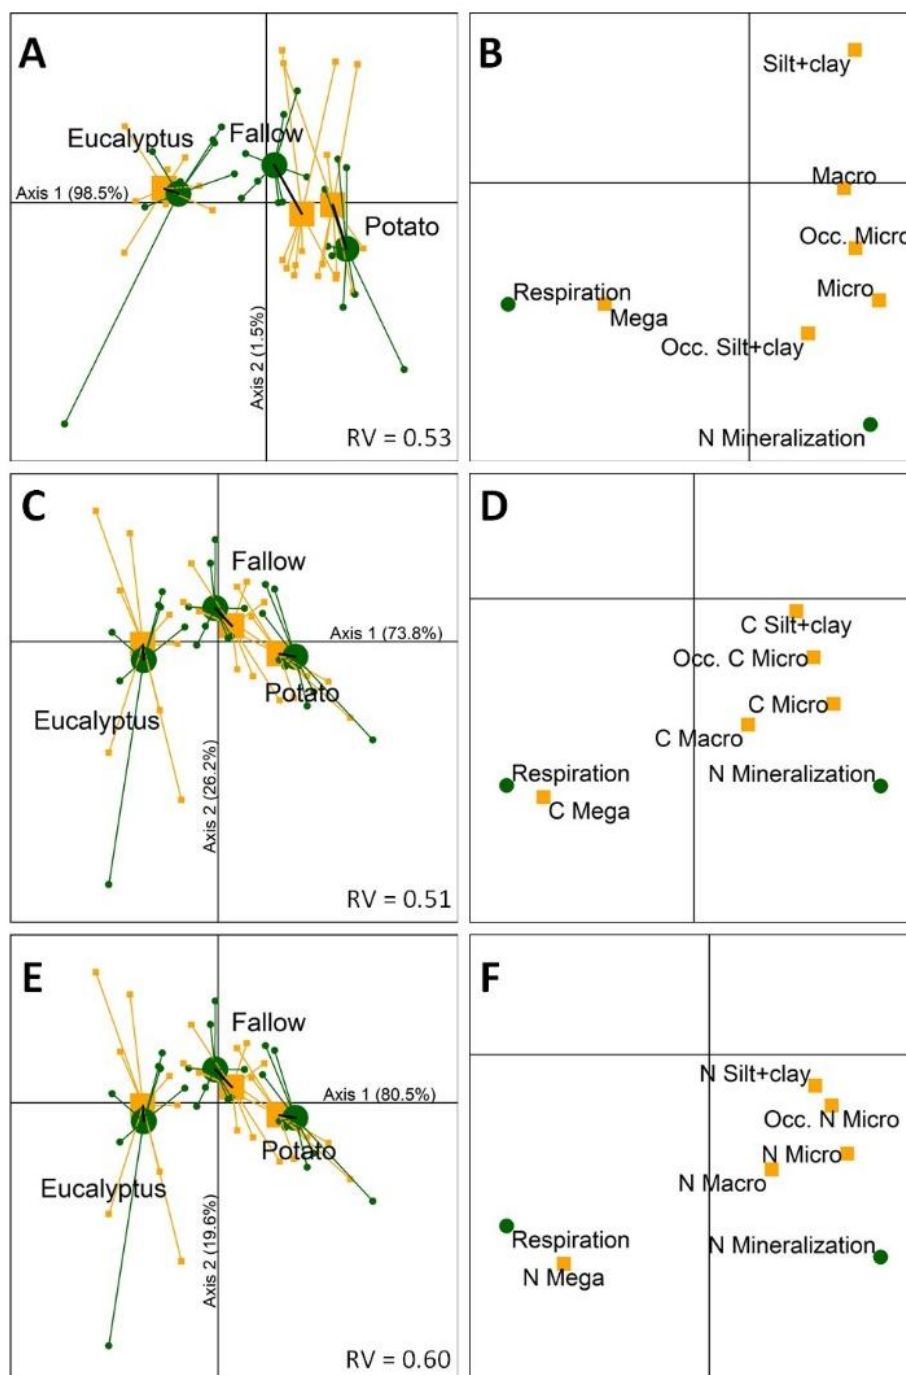 A
Eucalyptus
Fallow
Axis 1 (98.5%)
Potato
Axis 2 (1.5%)
RV = 0.53
B
Silt+clay
Macro
Occ. Micro
Respiration
Micro
Mega
Occ. Silt+clay
N Mineralization
C
Fallow
Axis 1 (73.8%)
Potato
Eucalyptus
Axis 2 (26.2%)
RV = 0.51
D
C Silt+clay
Occ. C Micro
C Micro
C Macro
Respiration
N Mineralization
C Mega
E
Fallow
Axis 1 (80.5%)
Potato
Eucalyptus
Axis 2 (19.6%)
RV = 0.60
F
N Silt+clay
Occ. N Micro
N Micro
N Macro
Respiration
N Mineralization
N Mega